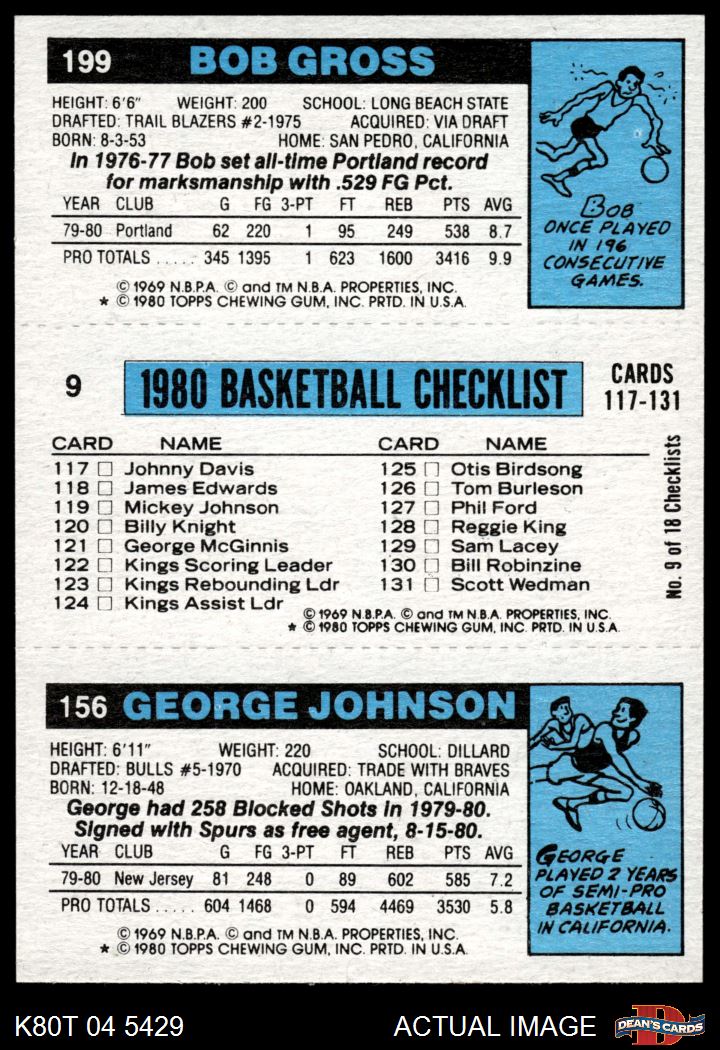 199 BOB GROSS
HEIGHT: 6'6" WEIGHT: 200 SCHOOL: LONG BEACH STATE
DRAFTED: TRAIL BLAZERS #2-1975 ACQUIRED: VIA DRAFT
BORN: 8-3-53 HOME: SAN PEDRO, CALIFORNIA
In 1976-77 Bob set all-time Portland record
for marksmanship with .529 FG Pct.
YEAR CLUB G FG 3-PT FT REB PTS AVG
79-80 Portland 62 220 1 95 249 538 8.7
PRO TOTALS ..... 345 1395 1 623 1600 3416 9.9
© 1969 N.B.P.A. © and TM N.B.A. PROPERTIES, INC.
* © 1980 TOPPS CHEWING GUM, INC. PRTD. IN U.S.A.
BOB
ONCE PLAYED
IN 196
CONSECUTIVE
GAMES.
9 1980 BASKETBALL CHECKLIST CARDS
117-131
CARD NAME CARD NAME
117 □ Johnny Davis 125 □ Otis Birdsong
118 □ James Edwards 126 □ Tom Burleson
119 □ Mickey Johnson 127 □ Phil Ford
120 □ Billy Knight 128 □ Reggie King
121 □ George McGinnis 129 □ Sam Lacey
122 □ Kings Scoring Leader 130 □ Bill Robinzine
123 □ Kings Rebounding Ldr 131 □ Scott Wedman
124 □ Kings Assist Ldr
© 1969 N.B.P.A. © and TM N.B.A. PROPERTIES, INC.
* © 1980 TOPPS CHEWING GUM, INC. PRTD. IN U.S.A.
No. 9 of 18 Checklists
156 GEORGE JOHNSON
HEIGHT: 6'11" WEIGHT: 220 SCHOOL: DILLARD
DRAFTED: BULLS #5-1970 ACQUIRED: TRADE WITH BRAVES
BORN: 12-18-48 HOME: OAKLAND, CALIFORNIA
George had 258 Blocked Shots in 1979-80.
Signed with Spurs as free agent, 8-15-80.
YEAR CLUB G FG 3-PT FT REB PTS AVG
79-80 New Jersey 81 248 0 89 602 585 7.2
PRO TOTALS ..... 604 1468 0 594 4469 3530 5.8
© 1969 N.B.P.A. © and TM N.B.A. PROPERTIES, INC.
* © 1980 TOPPS CHEWING GUM, INC. PRTD. IN U.S.A.
GEORGE
PLAYED 2 YEARS
OF SEMI-PRO
BASKETBALL
IN CALIFORNIA.
K80T 04 5429 ACTUAL IMAGE D DEAN'S CARDS